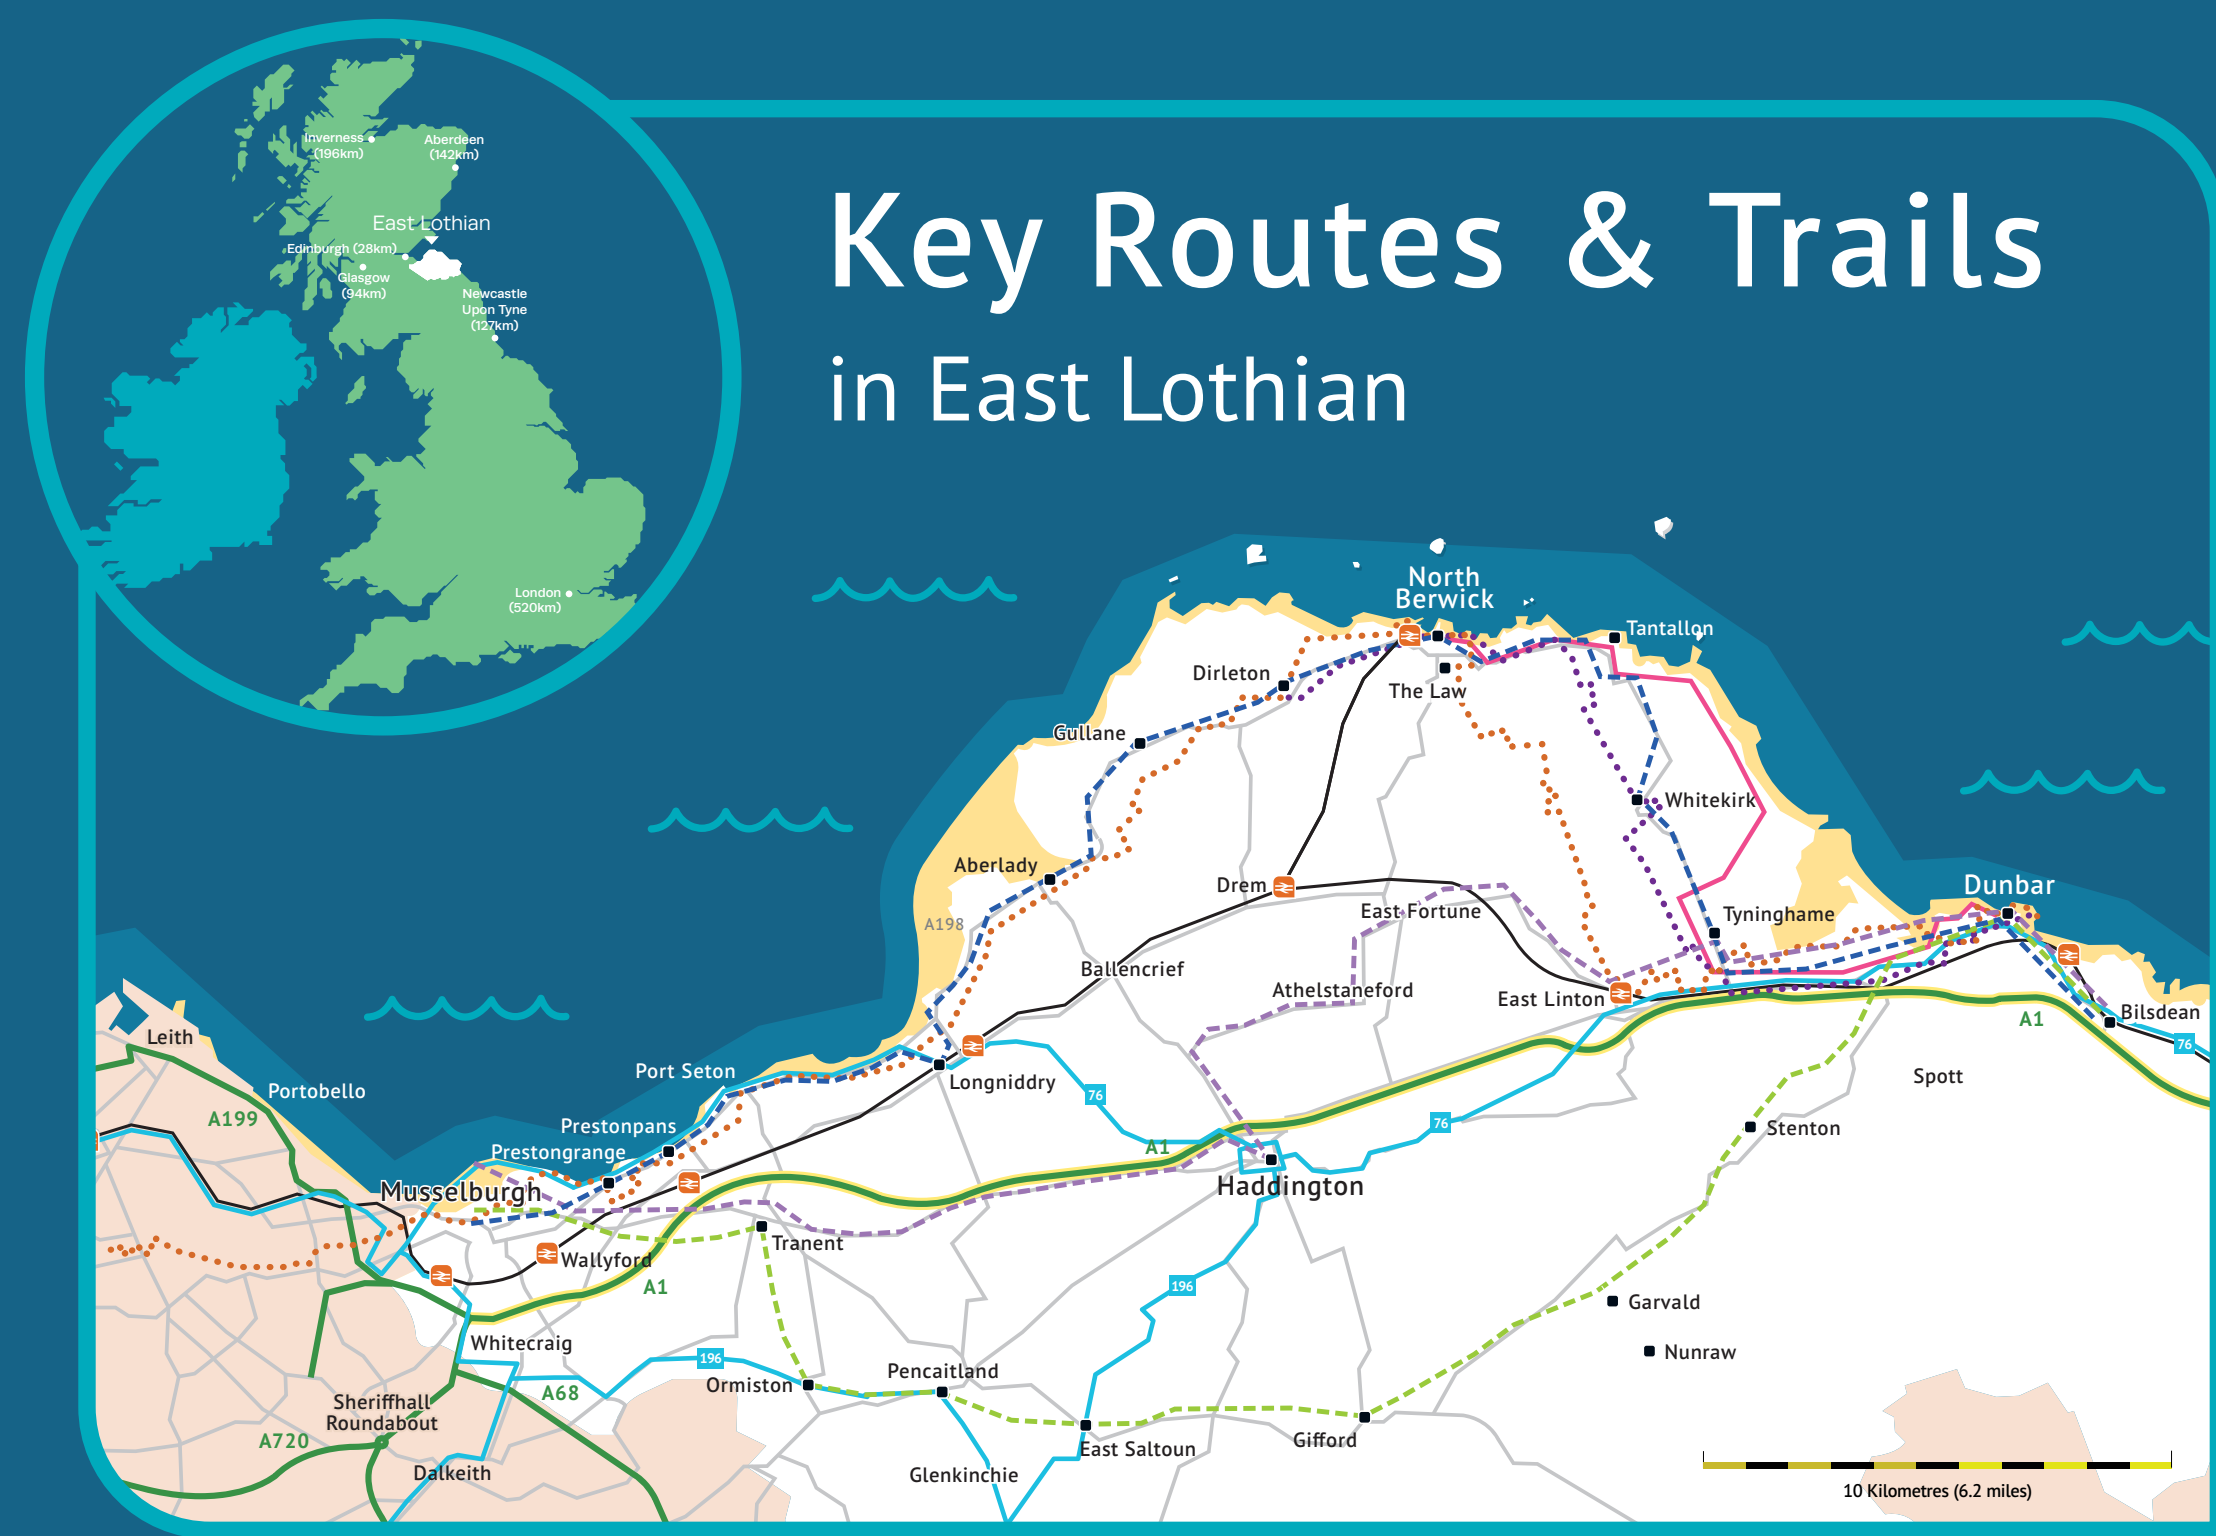 Key Routes & Trails
in East Lothian
Inverness
(196km)
Aberdeen
(142km)
East Lothian
Edinburgh (28km)
Glasgow
(94km)
Newcastle
Upon Tyne
(127km)
London
(520km)
North
Berwick
Tantallon
Dirleton
The Law
Gullane
Whitekirk
Aberlady
Drem
Dunbar
East Fortune
Tyninghame
A198
Ballencrief
Athelstaneford
East Linton
Bilsdean
A1
76
Leith
Port Seton
Longniddry
Spott
Portobello
76
A199
Prestonpans
76
Stenton
Prestongrange
A1
Musselburgh
Haddington
Tranent
Wallyford
A1
196
Garvald
Whitecraig
196
Nunraw
Pencaitland
Ormiston
A68
Sheriffhall
Roundabout
A720
Gifford
East Saltoun
Dalkeith
Glenkinchie
10 Kilometres (6.2 miles)